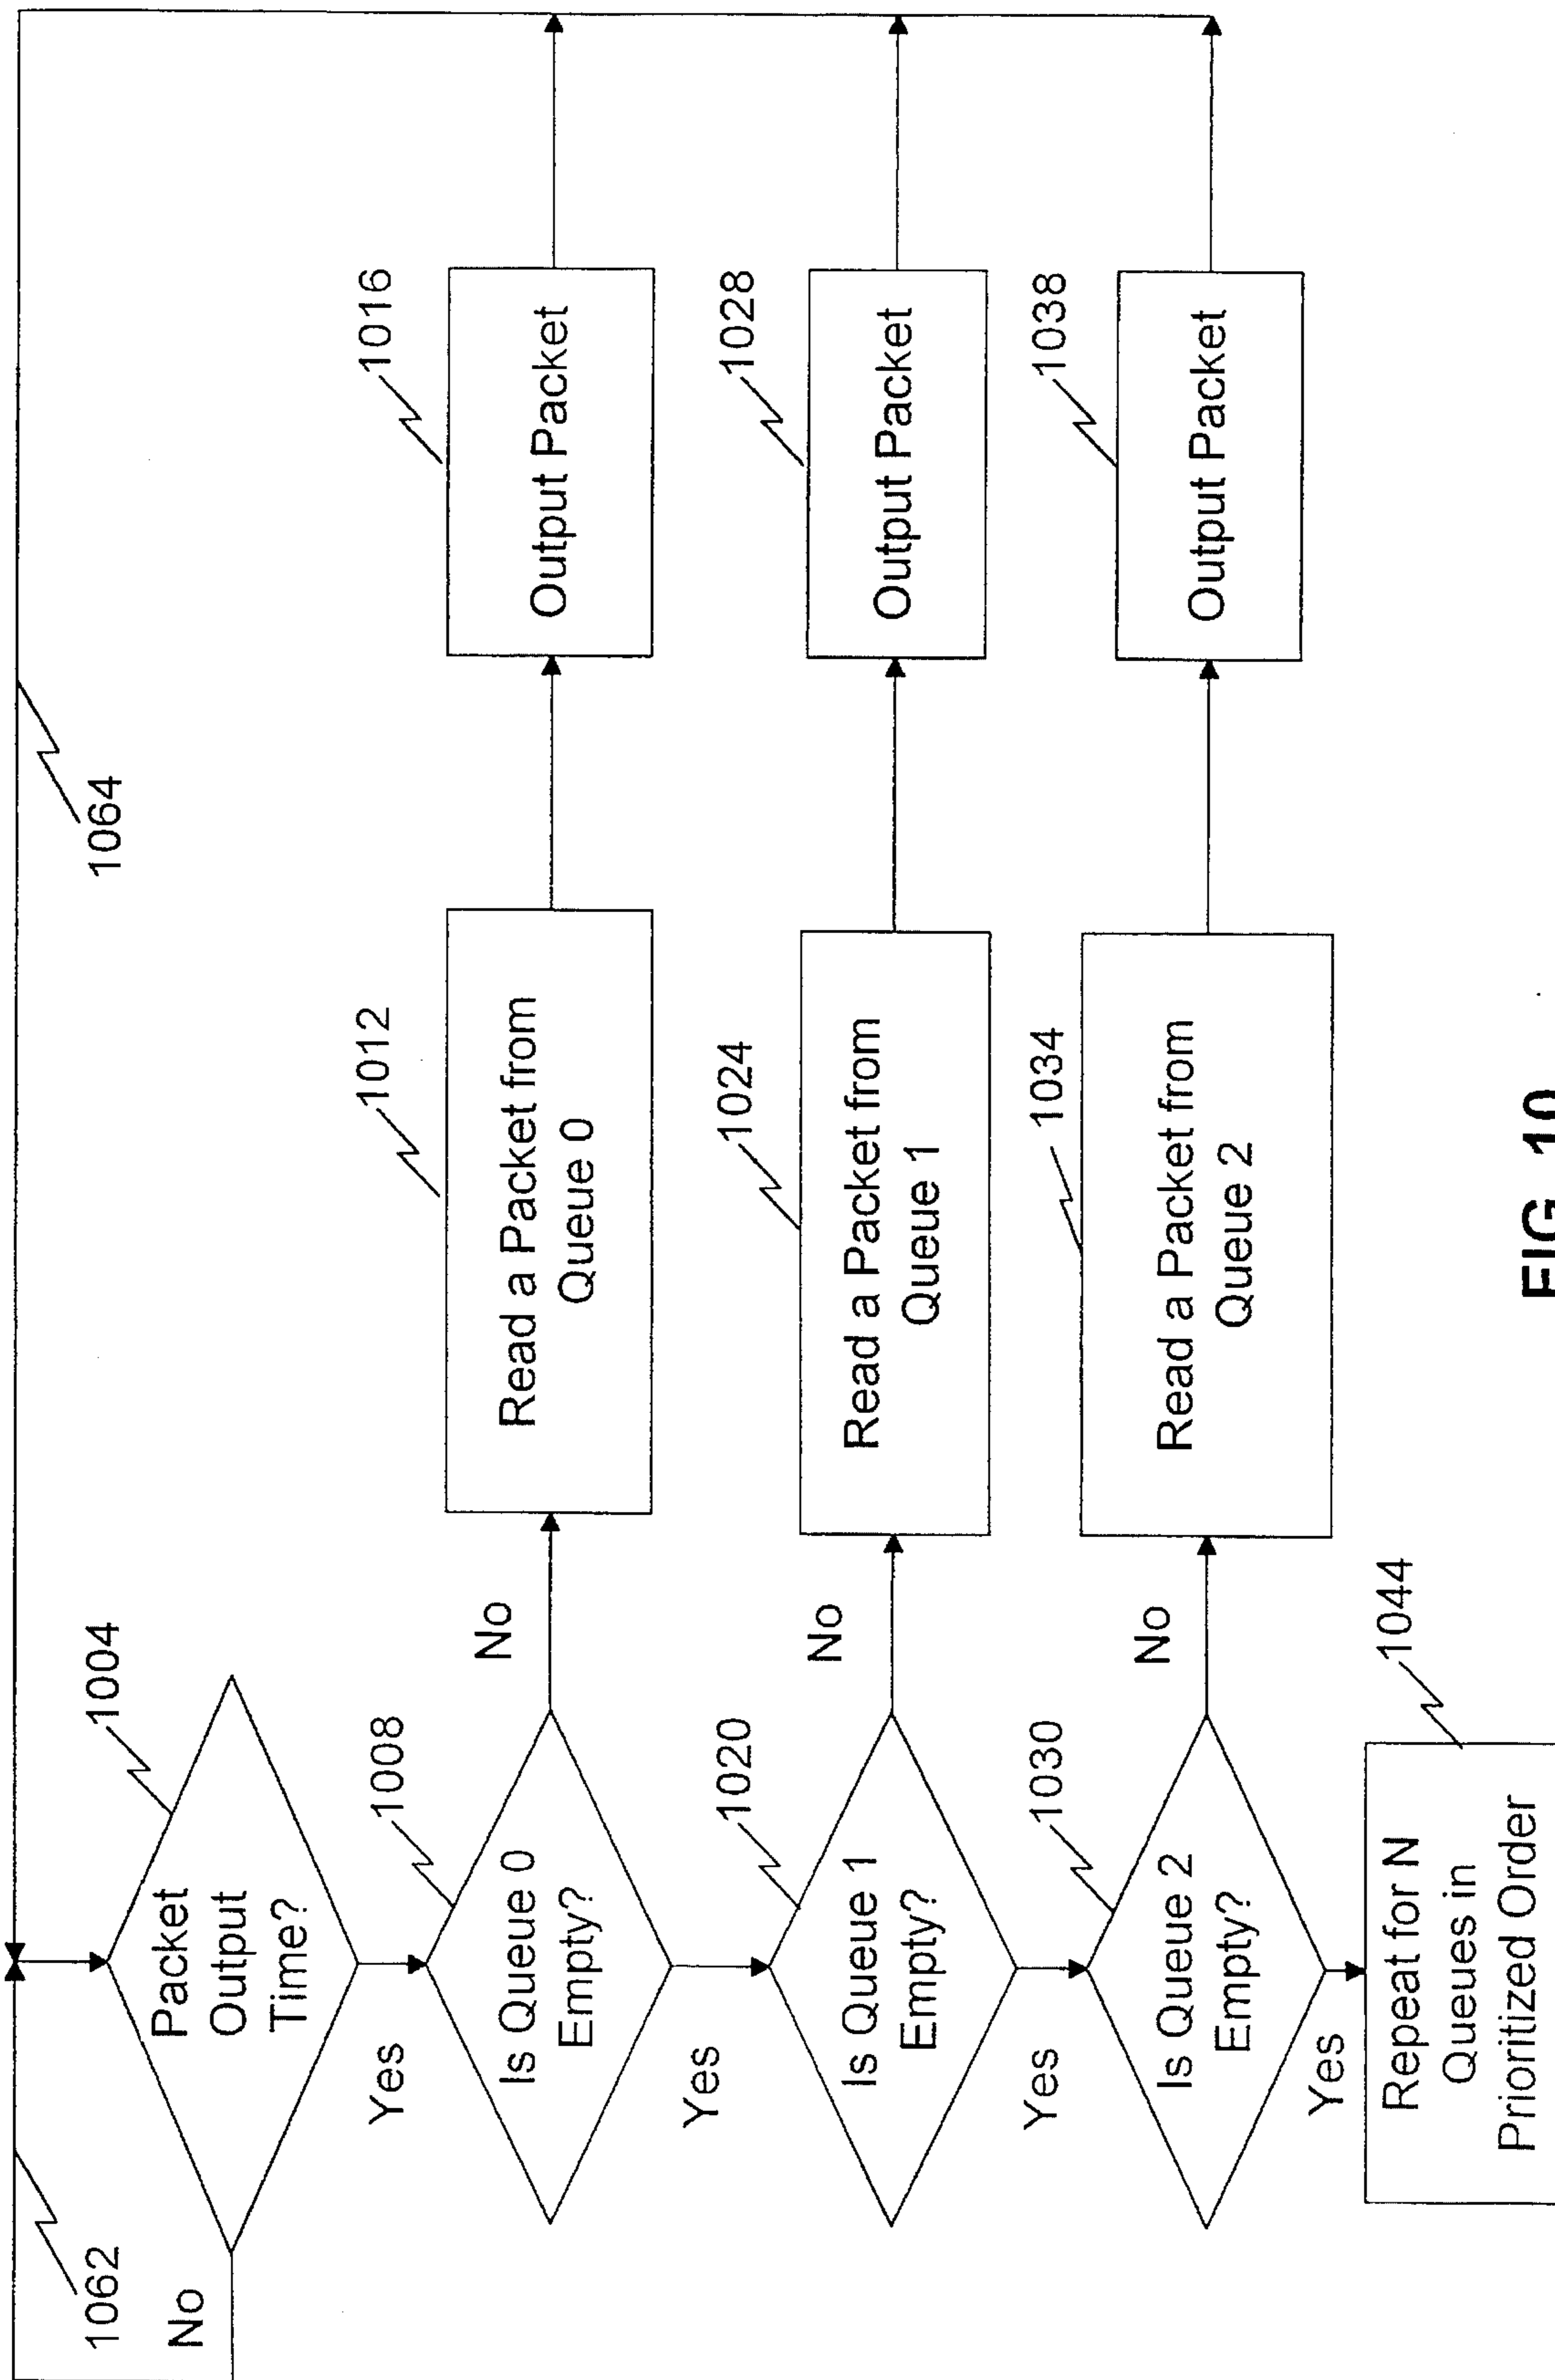 1062
1064
No
Packet
Output
Time?
1004
Yes
Is Queue 0
Empty?
1008
No
Read a Packet from
Queue 0
1012
Output Packet
1016
Yes
Is Queue 1
Empty?
1020
No
Read a Packet from
Queue 1
1024
Output Packet
1028
Yes
Is Queue 2
Empty?
1030
No
Read a Packet from
Queue 2
1034
Output Packet
1038
Yes
Repeat for N
Queues in
Prioritized Order
1044
FIG. 10